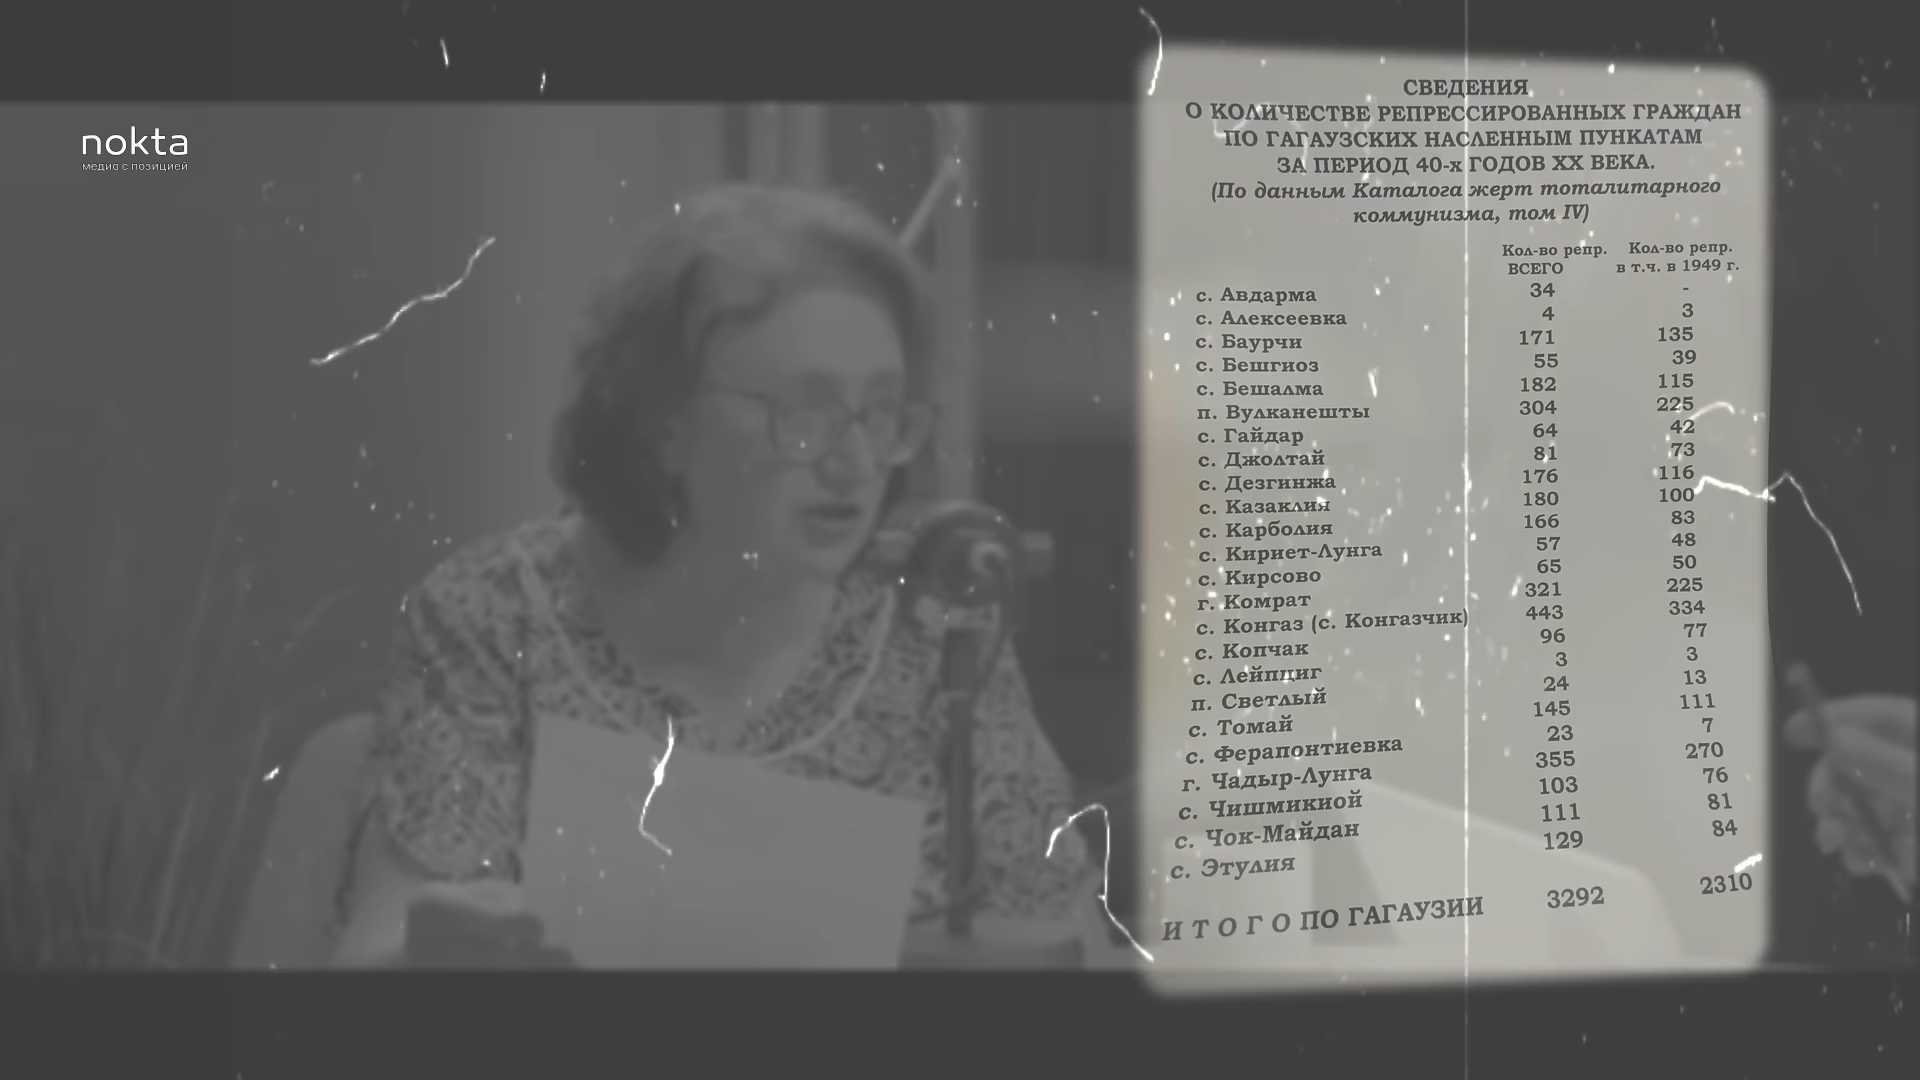 nokta
медиа с позицией
СВЕДЕНИЯ
О КОЛИЧЕСТВЕ РЕПРЕССИРОВАННЫХ ГРАЖДАН
ПО ГАГАУЗСКИХ НАСЛЕННЫМ ПУНКАТАМ
ЗА ПЕРИОД 40-х ГОДОВ XX ВЕКА.
(По данным Каталога жерт тоталитарного
коммунизма, том IV)
Кол-во репр. Кол-во репр.
ВСЕГО в т.ч. в 1949 г.
с. Авдарма 34 -
с. Алексеевка 4 3
с. Баурчи 171 135
с. Бешгиоз 55 39
с. Бешалма 182 115
п. Вулканешты 304 225
с. Гайдар 64 42
с. Джолтай 81 73
с. Дезгинжа 176 116
с. Казаклия 180 100
с. Карболия 166 83
с. Кириет-Лунга 57 48
с. Кирсово 65 50
г. Комрат 321 225
с. Конгаз (с. Конгазчик) 443 334
с. Копчак 96 77
с. Лейпциг 3 3
п. Светлый 24 13
с. Томай 145 111
с. Ферапонтиевка 23 7
г. Чадыр-Лунга 355 270
с. Чишмикиой 103 76
с. Чок-Майдан 111 81
с. Этулия 129 84
И Т О Г О ПО ГАГАУЗИИ 3292 2310